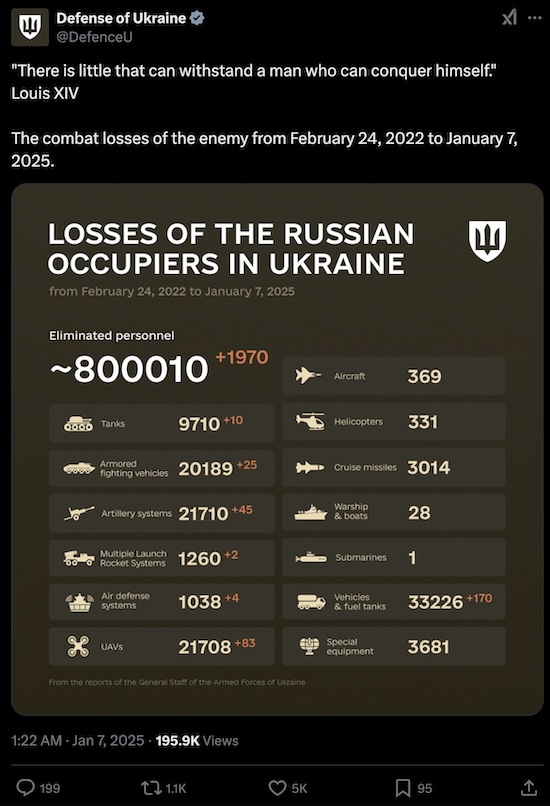 Defense of Ukraine
@DefenceU
"There is little that can withstand a man who can conquer himself."
Louis XIV
The combat losses of the enemy from February 24, 2022 to January 7,
2025.
LOSSES OF THE RUSSIAN
OCCUPIERS IN UKRAINE
from February 24, 2022 to January 7, 2025
Eliminated personnel
~800010 +1970
Tanks 9710 +10
Armored
fighting vehicles 20189 +25
Artillery systems 21710 +45
Multiple Launch
Rocket Systems 1260 +2
Air defense
systems 1038 +4
UAVs 21708 +83
Aircraft 369
Helicopters 331
Cruise missiles 3014
Warship
& boats 28
Submarines 1
Vehicles
& fuel tanks 33226 +170
Special
equipment 3681
From the reports of the General Staff of the Armed Forces of Ukraine
1:22 AM · Jan 7, 2025 · 195.9K Views
199 1.1K 5K 95